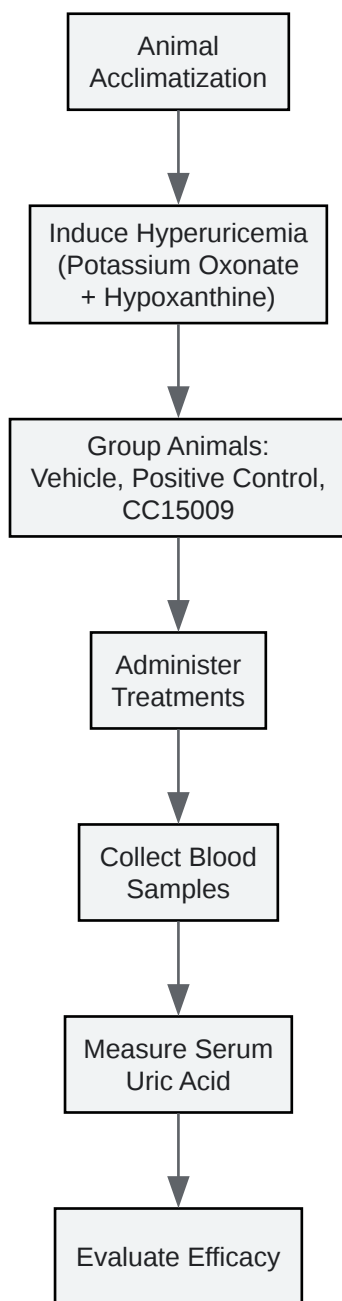 Animal
Acclimatization
Induce Hyperuricemia
(Potassium Oxonate
+ Hypoxanthine)
Group Animals:
Vehicle, Positive Control,
CC15009
Administer
Treatments
Collect Blood
Samples
Measure Serum
Uric Acid
Evaluate Efficacy